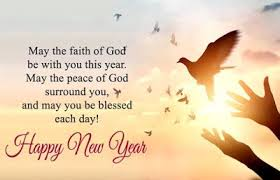 May the faith of God
be with you this year.
May the peace of God
surround you,
and may you be blessed
each day!
Happy New Year